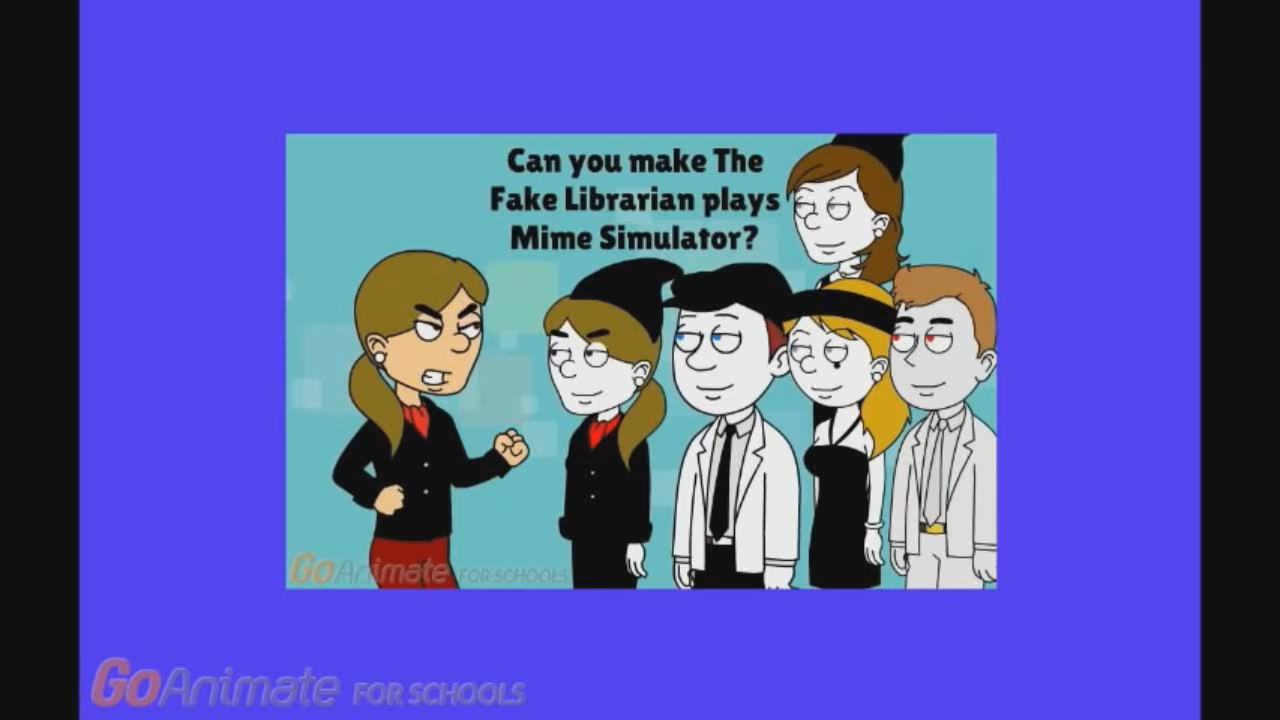 Can you make The
Fake Librarian plays
Mime Simulator?
GoAnimate FOR SCHOOLS
GoAnimate FOR SCHOOLS